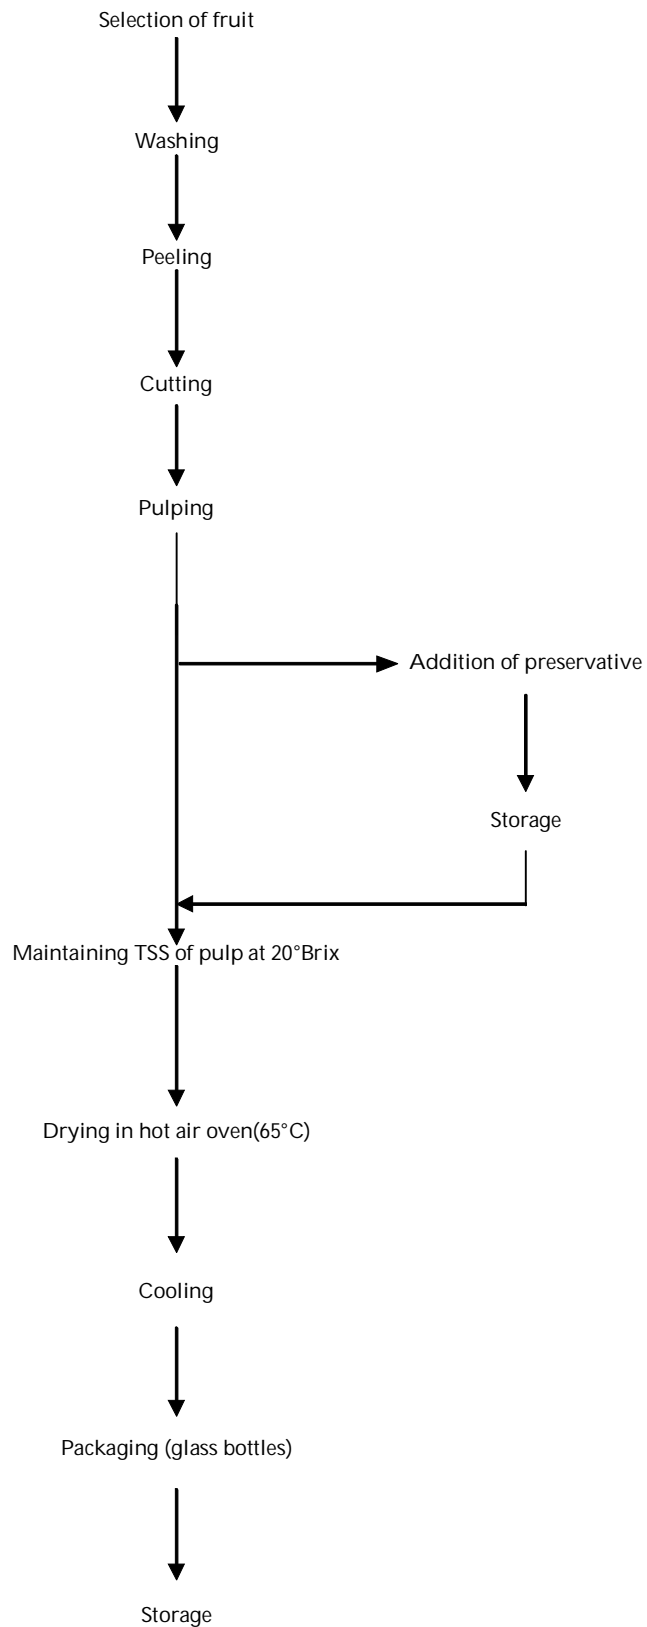 Selection of fruit
Washing
Peeling
Cutting
Pulping
Addition of preservative
Storage
Maintaining TSS of pulp at 20°Brix
Drying in hot air oven(65°C)
Cooling
Packaging (glass bottles)
Storage